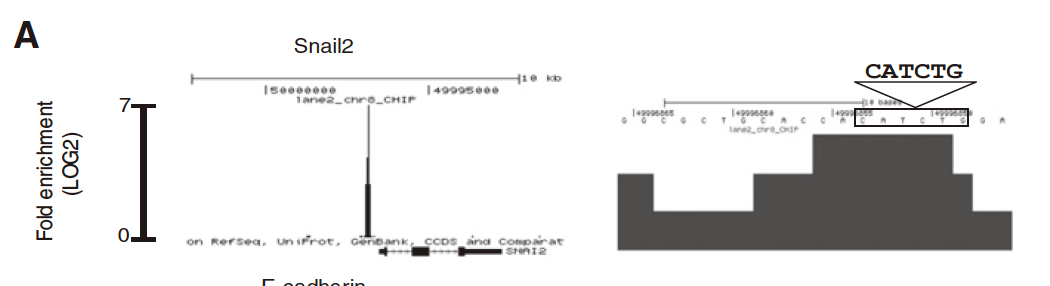 A
Snail2
10 kb
50000000
49995000
lane2_chr8_CHIP
7
Fold enrichment
(LOG2)
0
on RefSeq, UniProt, GenBank, CCDS and Comparat
SNAI2
E-cadherin
CATCTG
10 bases
49996865
49996860
49996855
49996850
G G C G C T G C A C C A C A T C T G G A
lane2_chr8_CHIP